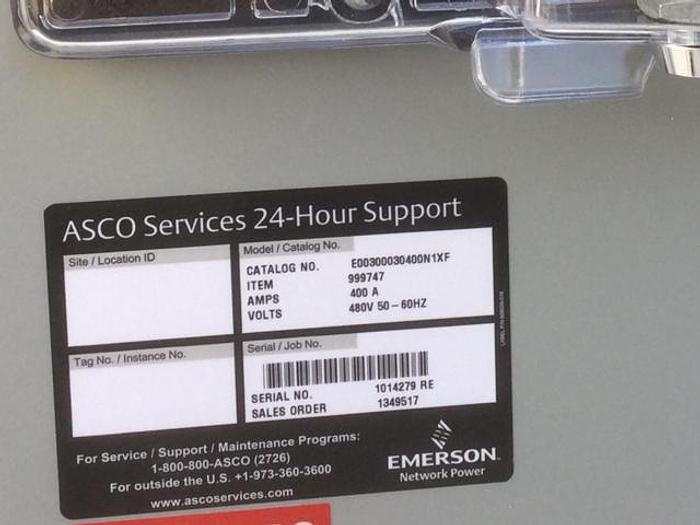 ASCO Services 24-Hour Support
Site / Location ID
Model / Catalog No.
CATALOG NO. E00300030400N1XF
ITEM 999747
AMPS 400 A
VOLTS 480V 50 – 60HZ
Tag No. / Instance No.
Serial / Job No.
SERIAL NO. 1014279 RE
SALES ORDER 1349517
For Service / Support / Maintenance Programs:
1-800-800-ASCO (2726)
For outside the U.S. +1-973-360-3600
www.ascoservices.com
EMERSON
Network Power